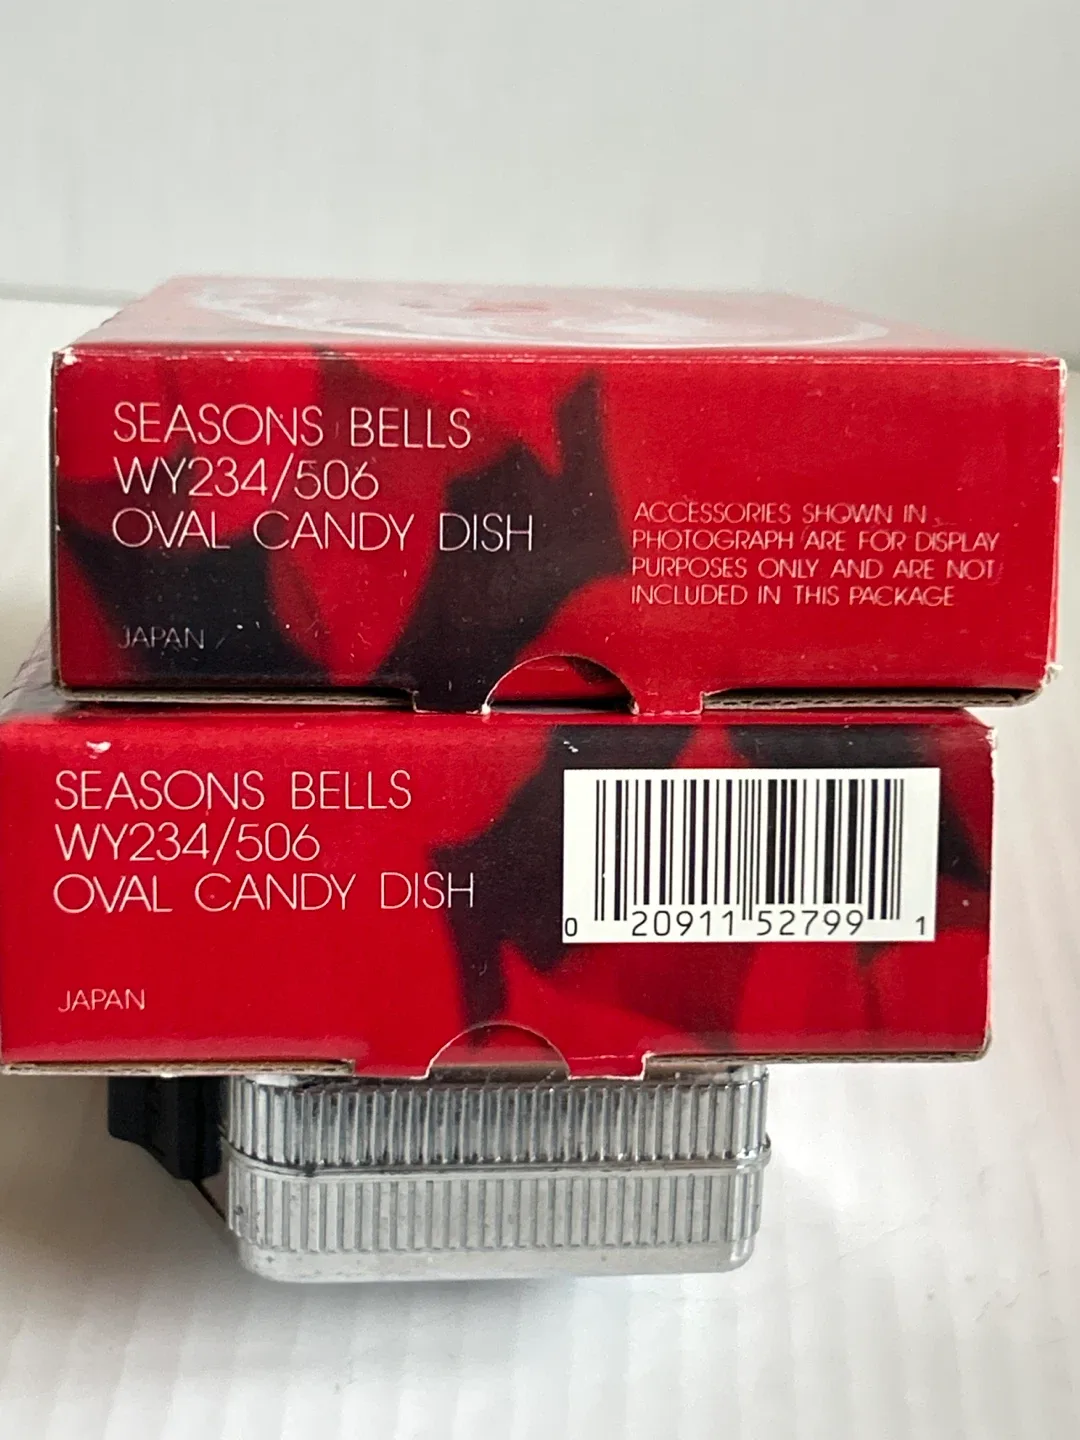 SEASONS BELLS
WY234/506
OVAL CANDY DISH
JAPAN
ACCESSORIES SHOWN IN
PHOTOGRAPH ARE FOR DISPLAY
PURPOSES ONLY AND ARE NOT
INCLUDED IN THIS PACKAGE
SEASONS BELLS
WY234/506
OVAL CANDY DISH
JAPAN
0 20911 52799 1